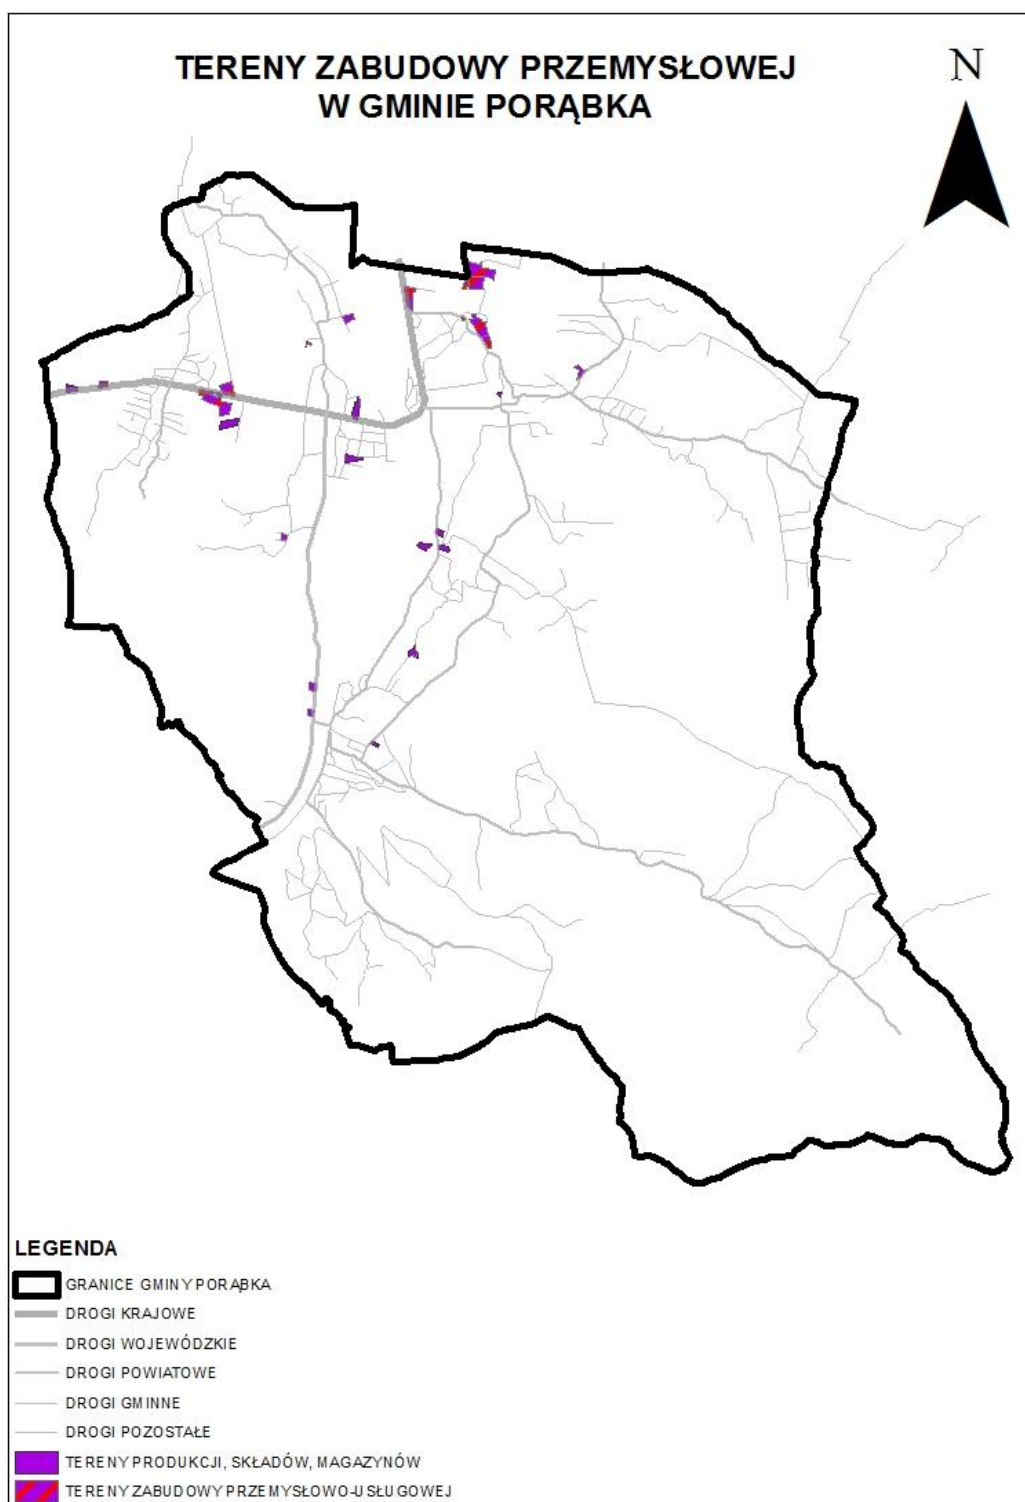 TERENY ZABUDOWY PRZEMYSŁOWEJ
W GMINIE PORĄBKA
N
LEGENDA
GRANICE GMINY PORĄBKA
DROGI KRAJOWE
DROGI WOJEWÓDZKIE
DROGI POWIATOWE
DROGI GMINNE
DROGI POZOSTAŁE
TERENY PRODUKCJI, SKŁADÓW, MAGAZYNÓW
TERENY ZABUDOWY PRZEMYSŁOWO-USŁUGOWEJ